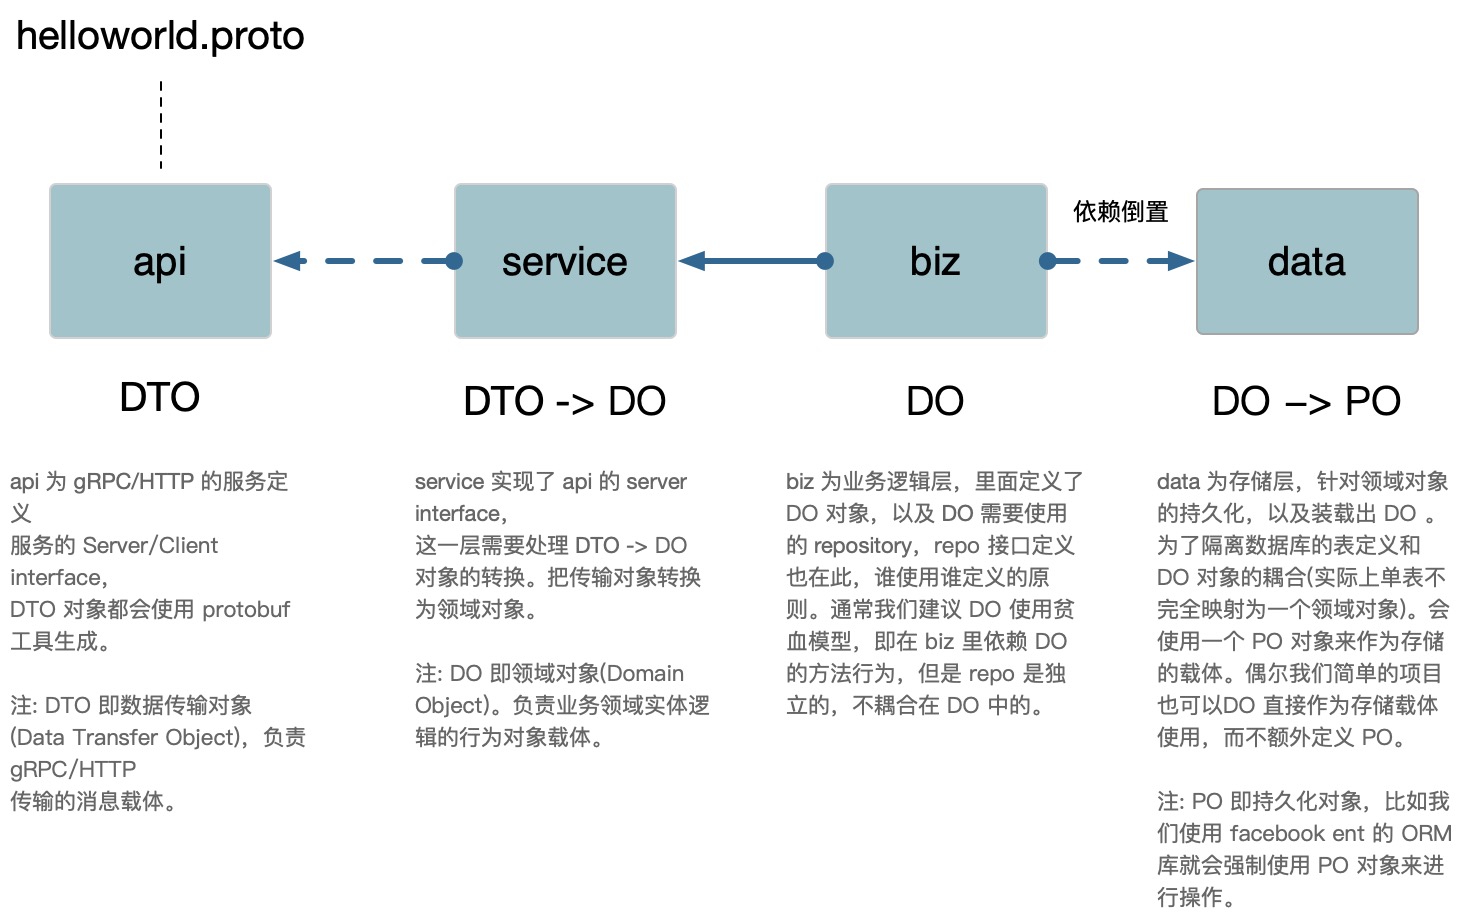 helloworld.proto
依赖倒置
api
service
biz
data
DTO
DTO -> DO
DO
DO –> PO
api 为 gRPC/HTTP 的服务定
义
服务的 Server/Client
interface，
DTO 对象都会使用 protobuf
工具生成。
注: DTO 即数据传输对象
(Data Transfer Object)，负责
gRPC/HTTP
传输的消息载体。
service 实现了 api 的 server
interface，
这一层需要处理 DTO -> DO
对象的转换。把传输对象转换
为领域对象。
注: DO 即领域对象(Domain
Object)。负责业务领域实体逻
辑的行为对象载体。
biz 为业务逻辑层，里面定义了
DO 对象，以及 DO 需要使用
的 repository，repo 接口定义
也在此，谁使用谁定义的原
则。通常我们建议 DO 使用贫
血模型，即在 biz 里依赖 DO
的方法行为，但是 repo 是独
立的，不耦合在 DO 中的。
data 为存储层，针对领域对象
的持久化，以及装载出 DO 。
为了隔离数据库的表定义和
DO 对象的耦合(实际上单表不
完全映射为一个领域对象)。会
使用一个 PO 对象来作为存储
的载体。偶尔我们简单的项目
也可以DO 直接作为存储载体
使用，而不额外定义 PO。
注: PO 即持久化对象，比如我
们使用 facebook ent 的 ORM
库就会强制使用 PO 对象来进
行操作。